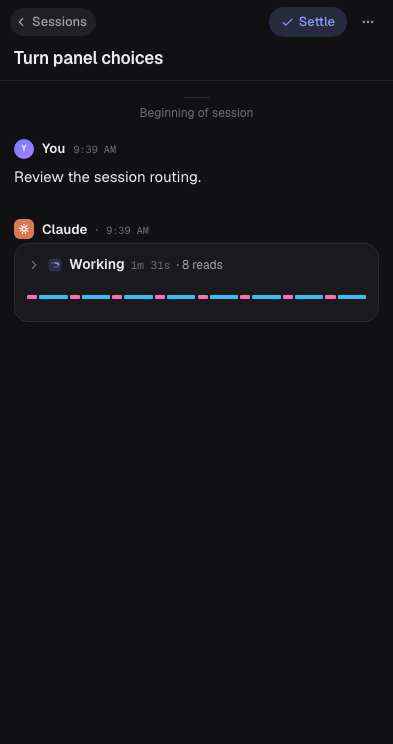 Sessions
Settle
Turn panel choices
Beginning of session
Y You 9:39 AM
Review the session routing.
Claude · 9:39 AM
Working 1m 31s · 8 reads